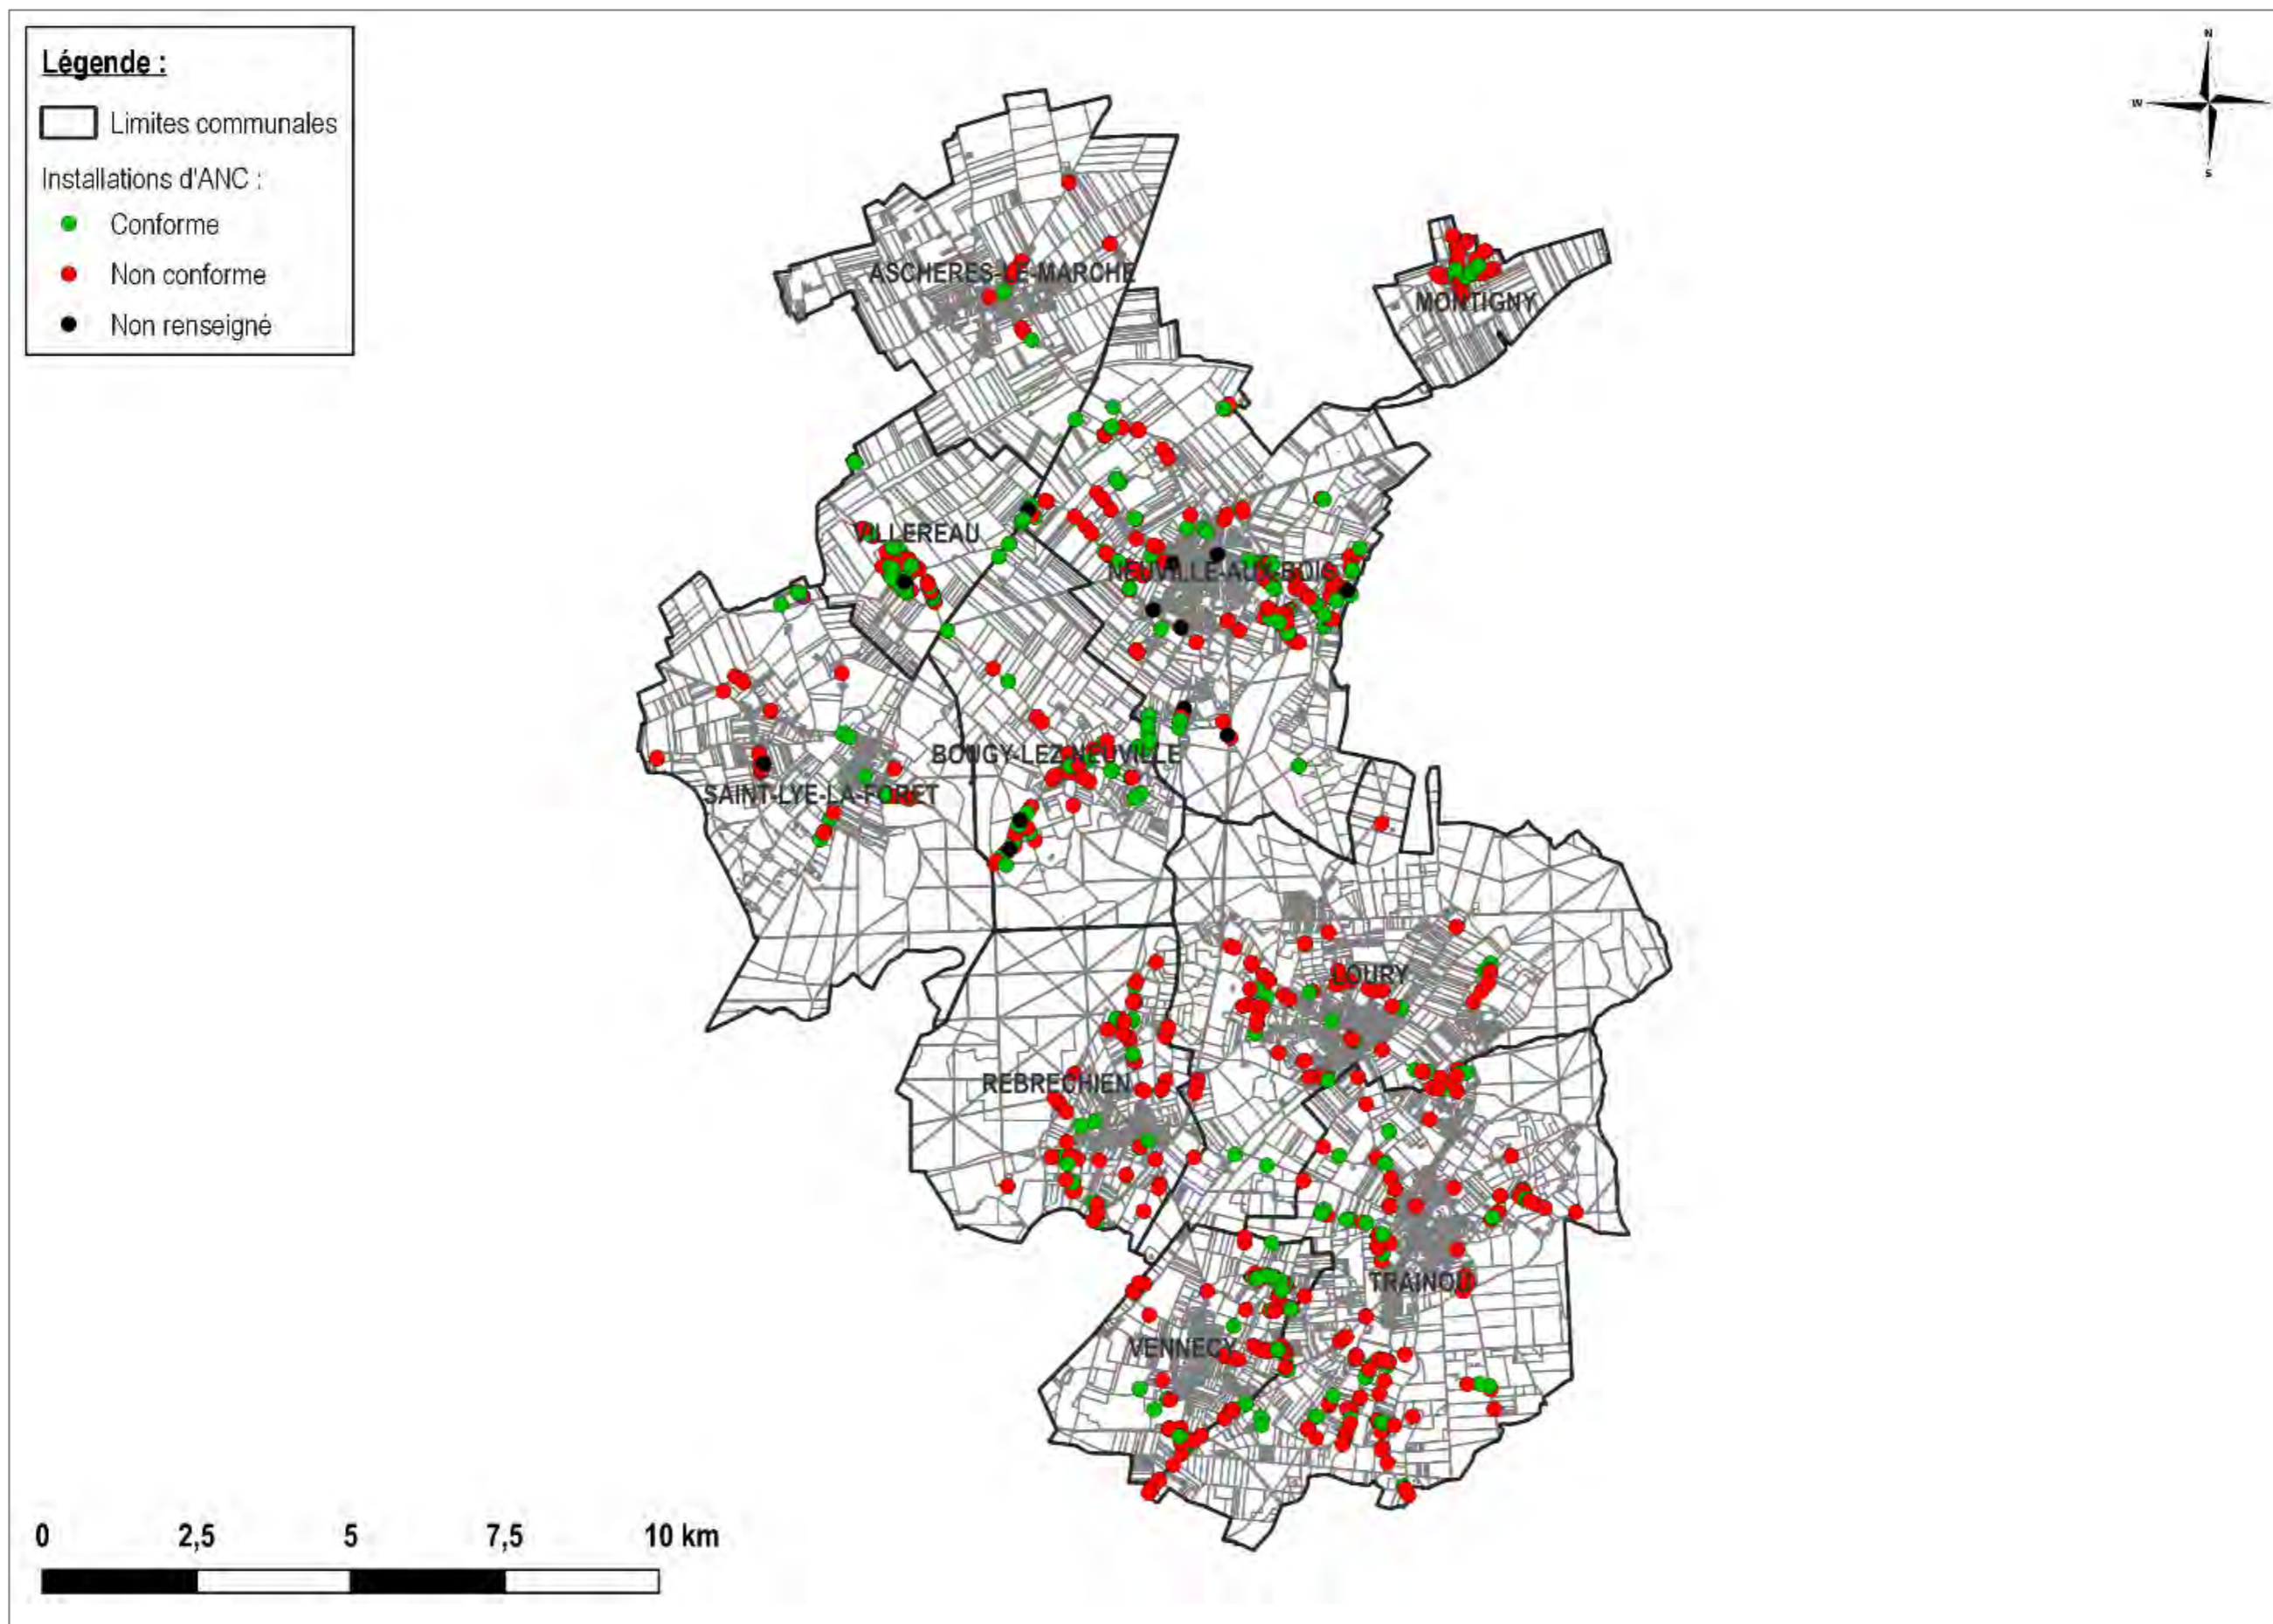 Légende :
Limites communales
Installations d'ANC :
Conforme
Non conforme
Non renseigné
N
W
S
ASCHERES-LE-MARCHE
MONTIGNY
VILLEREAU
NEUVILLE-AUX-BOIS
BOUGY-LEZ-NEUVILLE
SAINT-LYE-LA-FORET
LOURY
REBRECHIEN
TRAINOU
VENNECY
0 2,5 5 7,5 10 km